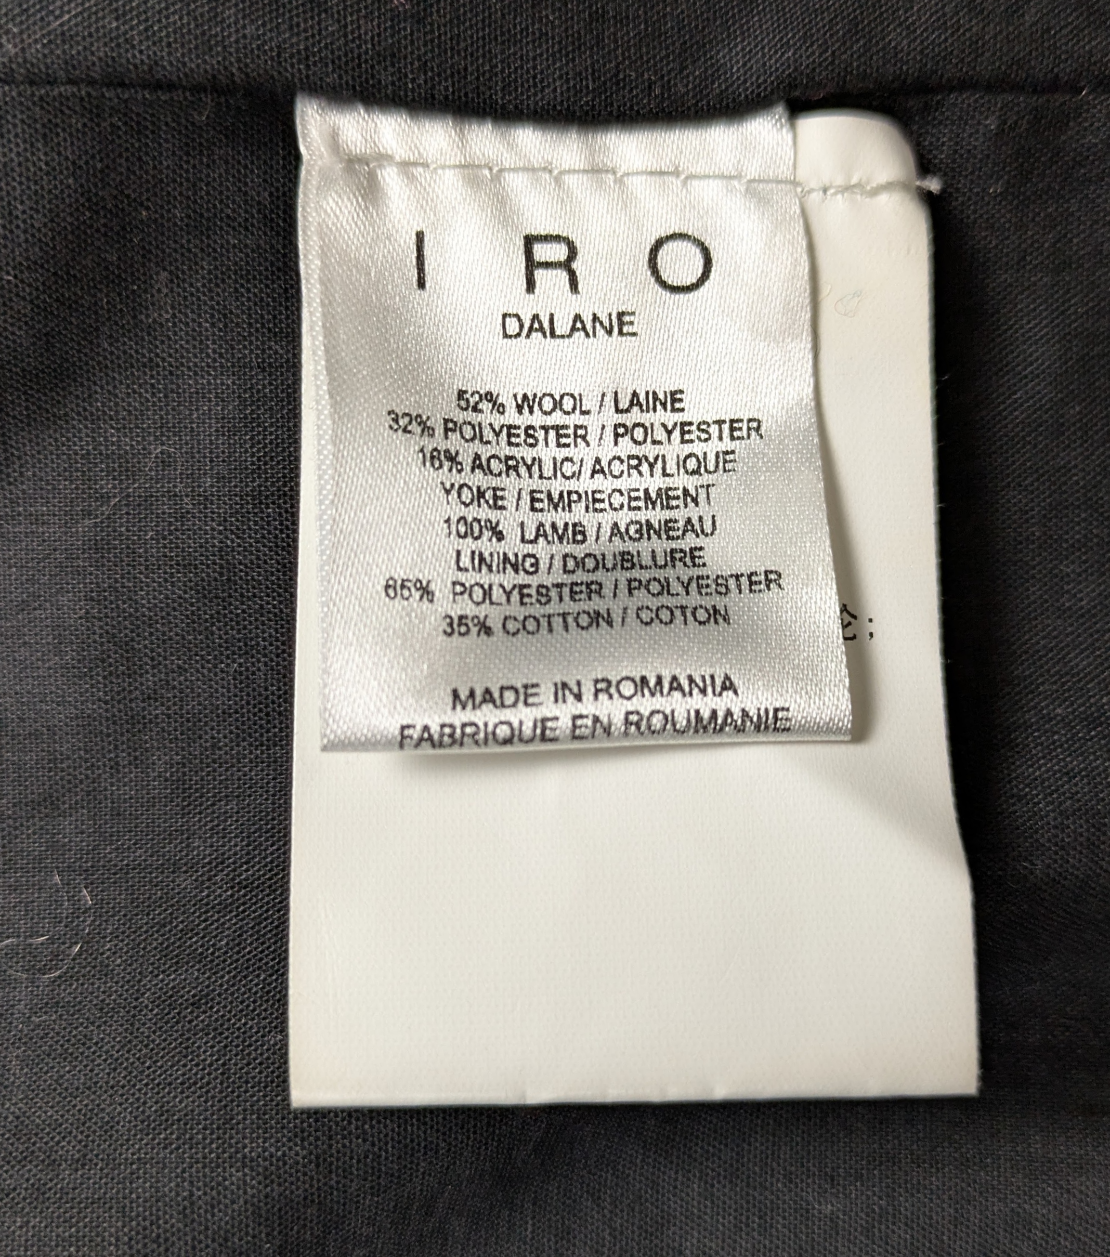 I R O
DALANE
52% WOOL / LAINE
32% POLYESTER / POLYESTER
16% ACRYLIC/ ACRYLIQUE
YOKE / EMPIECEMENT
100% LAMB / AGNEAU
LINING / DOUBLURE
65% POLYESTER / POLYESTER
35% COTTON / COTON
MADE IN ROMANIA
FABRIQUE EN ROUMANIE